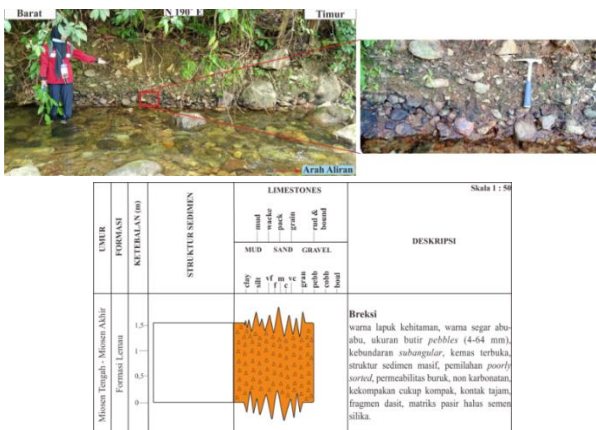 Barat
N 190° E
Timur
Arah Aliran
LIMESTONES
Skala 1 : 50
UMUR
FORMASI
KETEBALAN (m)
STRUKTUR SEDIMEN
mud
wacke
pack
grain
rud &
bound
DESKRIPSI
MUD SAND GRAVEL
clay
silt
vf
f
m
c
vc
gran
pebb
cobb
boul
Miosen Tengah - Miosen Akhir
Formasi Lemau
1,5
1
0,5
0
Breksi
warna lapuk kehitaman, warna segar abu-
abu, ukuran butir pebbles (4-64 mm),
kebundaran subangular, kemas terbuka,
struktur sedimen masif, pemilahan poorly
sorted, permeabilitas buruk, non karbonatan,
kekompakan cukup kompak, kontak tajam,
fragmen dasit, matriks pasir halus semen
silika.